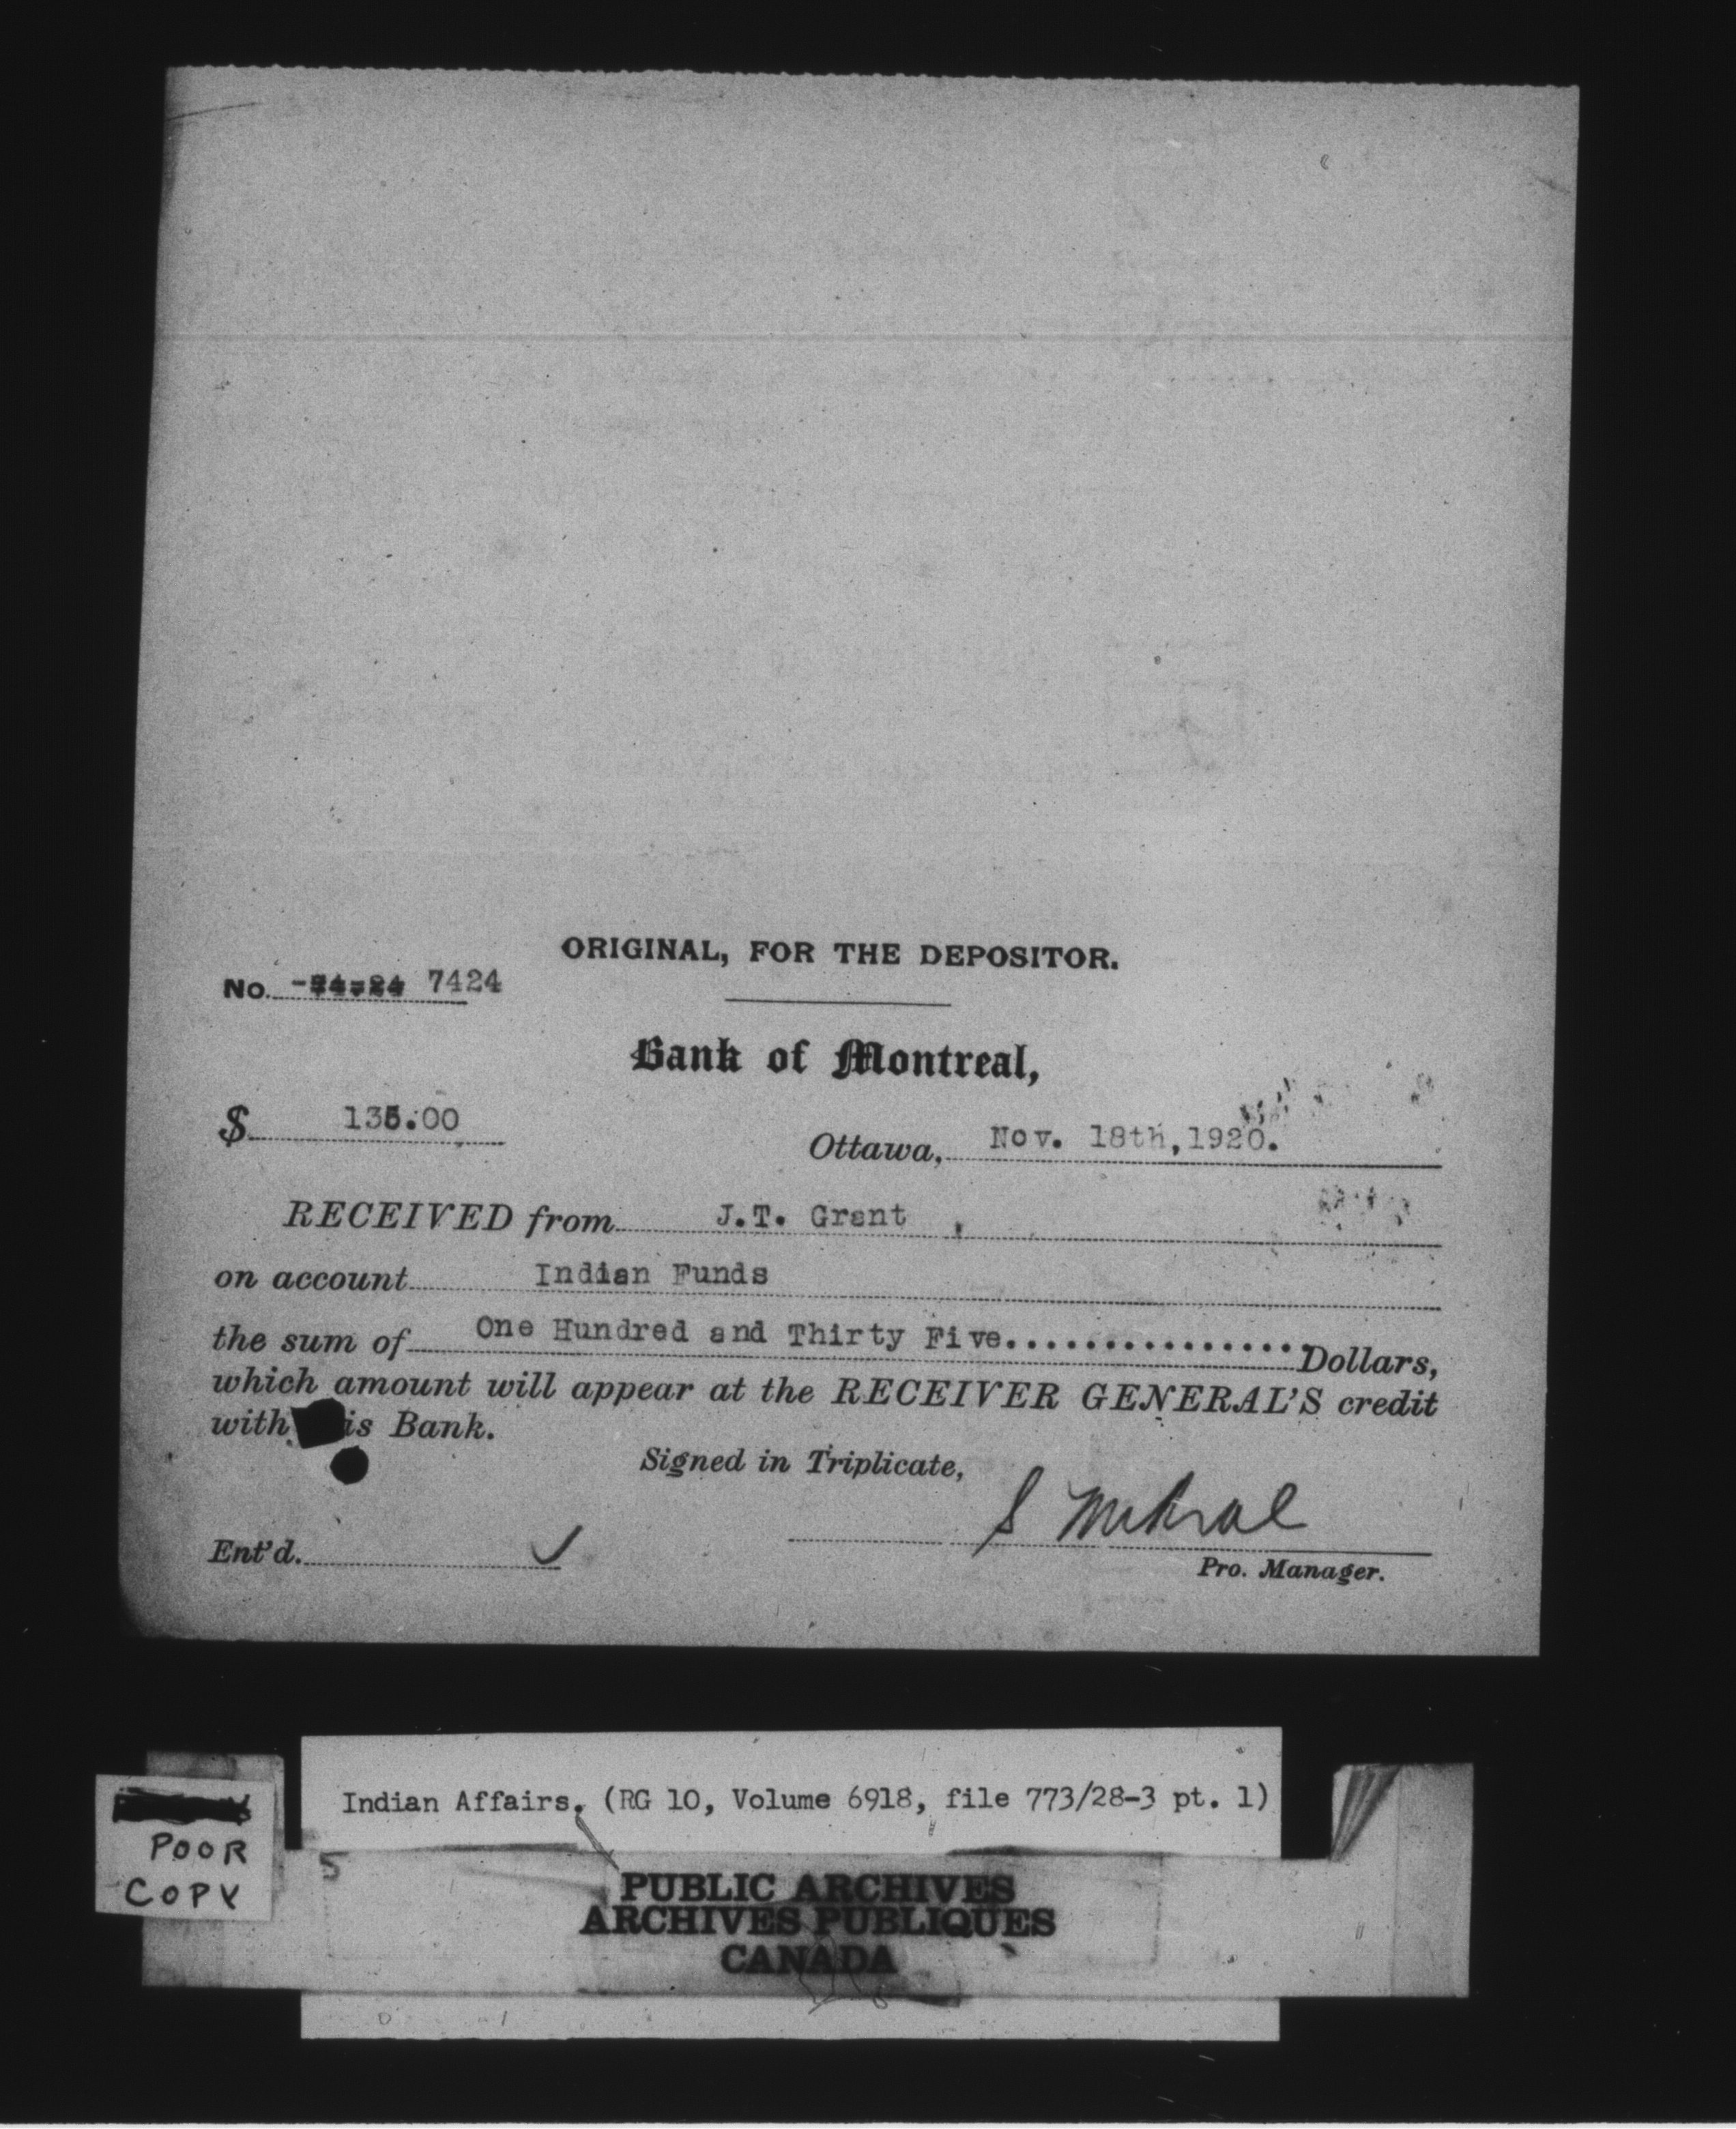 ORIGINAL, FOR THE DEPOSITOR.
No. 7424
Bank of Montreal,
$ 135.00
Ottawa, Nov. 18th, 1920.
RECEIVED from J.T. Grant
on account Indian Funds
the sum of One Hundred and Thirty Five................Dollars,
which amount will appear at the RECEIVER GENERAL'S credit
with is Bank.
Signed in Triplicate,
Ent'd.
Pro. Manager.
Indian Affairs. (RG 10, Volume 6918, file 773/28-3 pt. 1)
POOR
COPY
PUBLIC ARCHIVES
ARCHIVES PUBLIQUES
CANADA